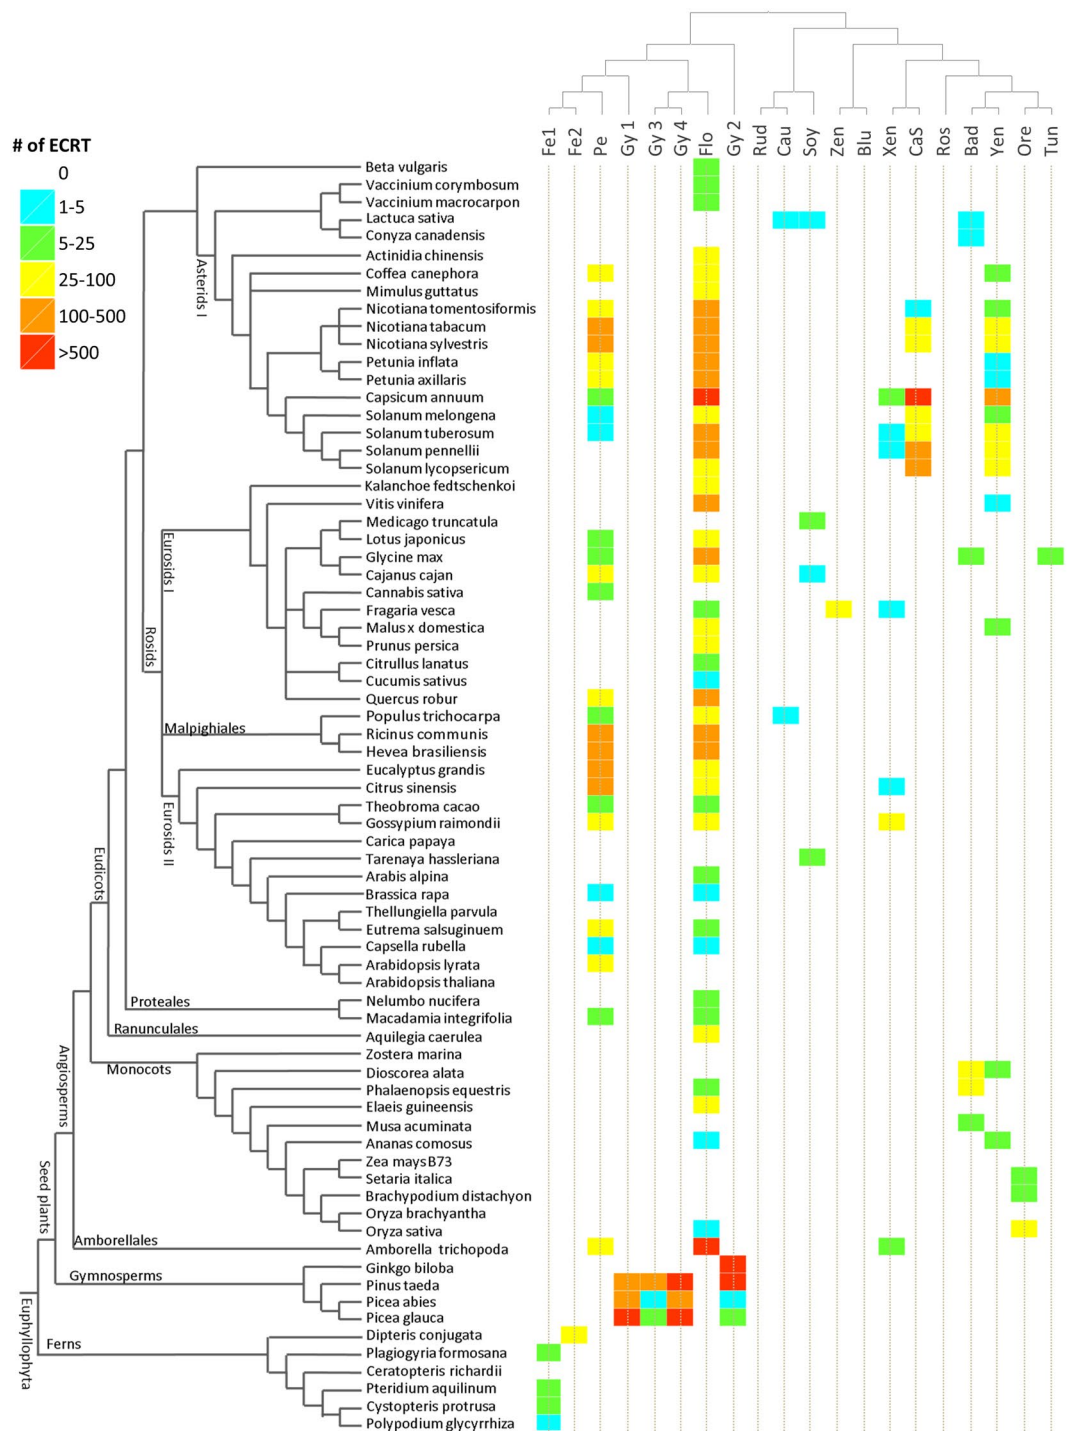 # of ECRT
0
1-5
5-25
25-100
100-500
>500
Fe1
Fe2
Pe
Gy 1
Gy 3
Gy 4
Flo
Gy 2
Rud
Cau
Soy
Zen
Blu
Xen
CaS
Ros
Bad
Yen
Ore
Tun
Beta vulgaris
Vaccinium corymbosum
Vaccinium macrocarpon
Lactuca sativa
Conyza canadensis
Actinidia chinensis
Coffea canephora
Mimulus guttatus
Nicotiana tomentosiformis
Nicotiana tabacum
Nicotiana sylvestris
Petunia inflata
Petunia axillaris
Capsicum annuum
Solanum melongena
Solanum tuberosum
Solanum pennellii
Solanum lycopsericum
Kalanchoe fedtschenkoi
Vitis vinifera
Medicago truncatula
Lotus japonicus
Glycine max
Cajanus cajan
Cannabis sativa
Fragaria vesca
Malus x domestica
Prunus persica
Citrullus lanatus
Cucumis sativus
Quercus robur
Populus trichocarpa
Ricinus communis
Hevea brasiliensis
Eucalyptus grandis
Citrus sinensis
Theobroma cacao
Gossypium raimondii
Carica papaya
Tarenaya hassleriana
Arabis alpina
Brassica rapa
Thellungiella parvula
Eutrema salsuginuem
Capsella rubella
Arabidopsis lyrata
Arabidopsis thaliana
Nelumbo nucifera
Macadamia integrifolia
Aquilegia caerulea
Zostera marina
Dioscorea alata
Phalaenopsis equestris
Elaeis guineensis
Musa acuminata
Ananas comosus
Zea mays B73
Setaria italica
Brachypodium distachyon
Oryza brachyantha
Oryza sativa
Amborella trichopoda
Ginkgo biloba
Pinus taeda
Picea abies
Picea glauca
Dipteris conjugata
Plagiogyria formosana
Ceratopteris richardii
Pteridium aquilinum
Cystopteris protrusa
Polypodium glycyrrhiza
Asterids I
Eurosids I
Rosids
Malpighiales
Eurosids II
Eudicots
Proteales
Ranunculales
Monocots
Angiosperms
Seed plants
Amborellales
Gymnosperms
Euphyllophyta
Ferns